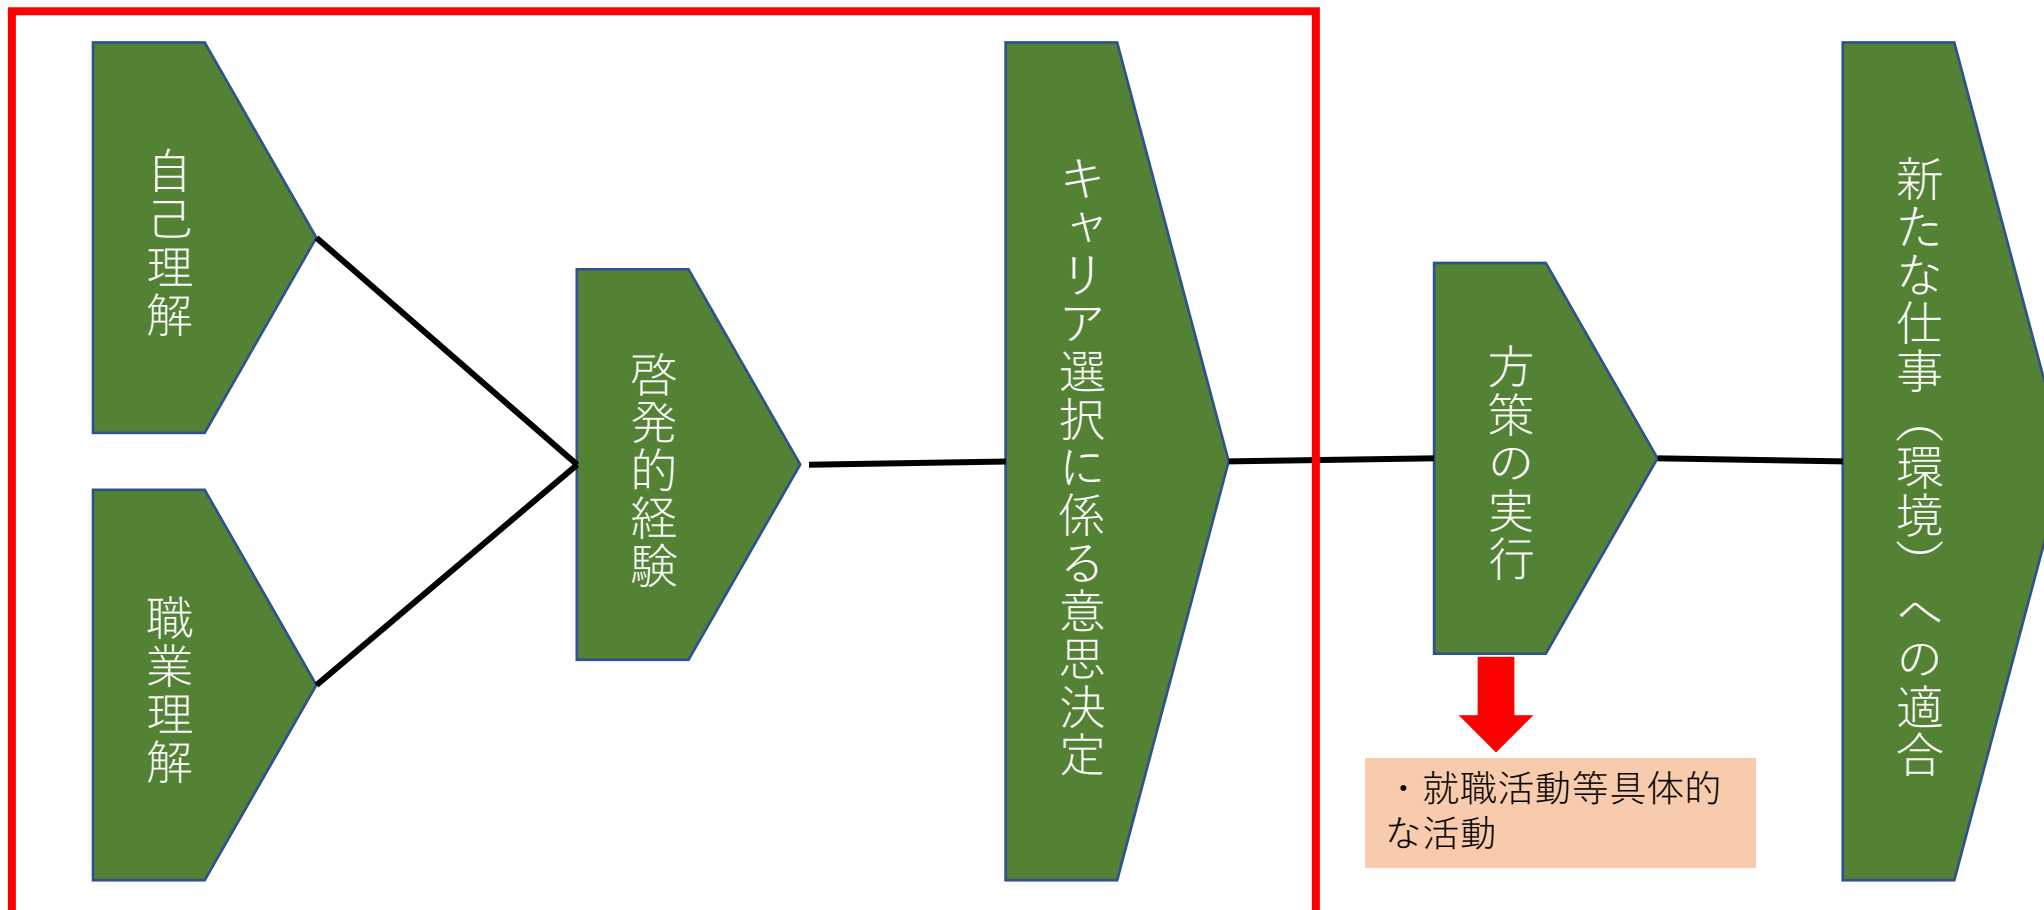 自己理解
職業理解
啓発的経験
キャリア選択に係る意思決定
方策の実行
・就職活動等具体的
な活動
新たな仕事（環境）への適合